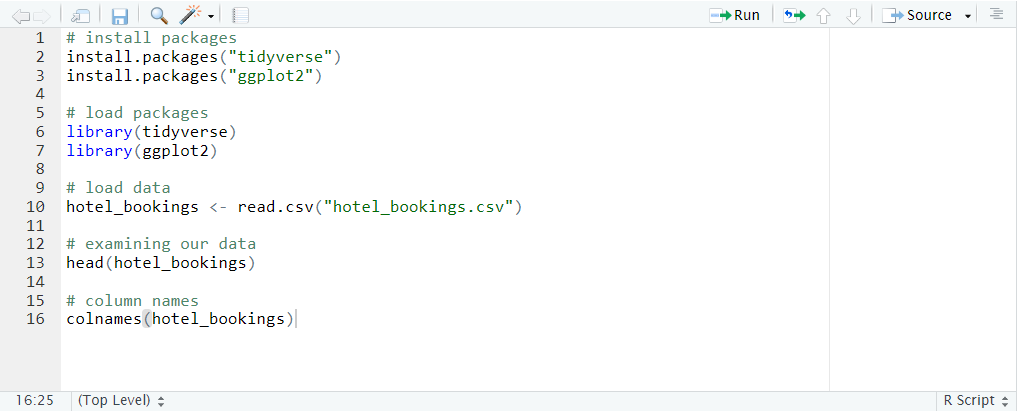 Run
Source
1 # install packages
2 install.packages("tidyverse")
3 install.packages("ggplot2")
4
5 # load packages
6 library(tidyverse)
7 library(ggplot2)
8
9 # load data
10 hotel_bookings <- read.csv("hotel_bookings.csv")
11
12 # examining our data
13 head(hotel_bookings)
14
15 # column names
16 colnames(hotel_bookings)
16:25 (Top Level) R Script